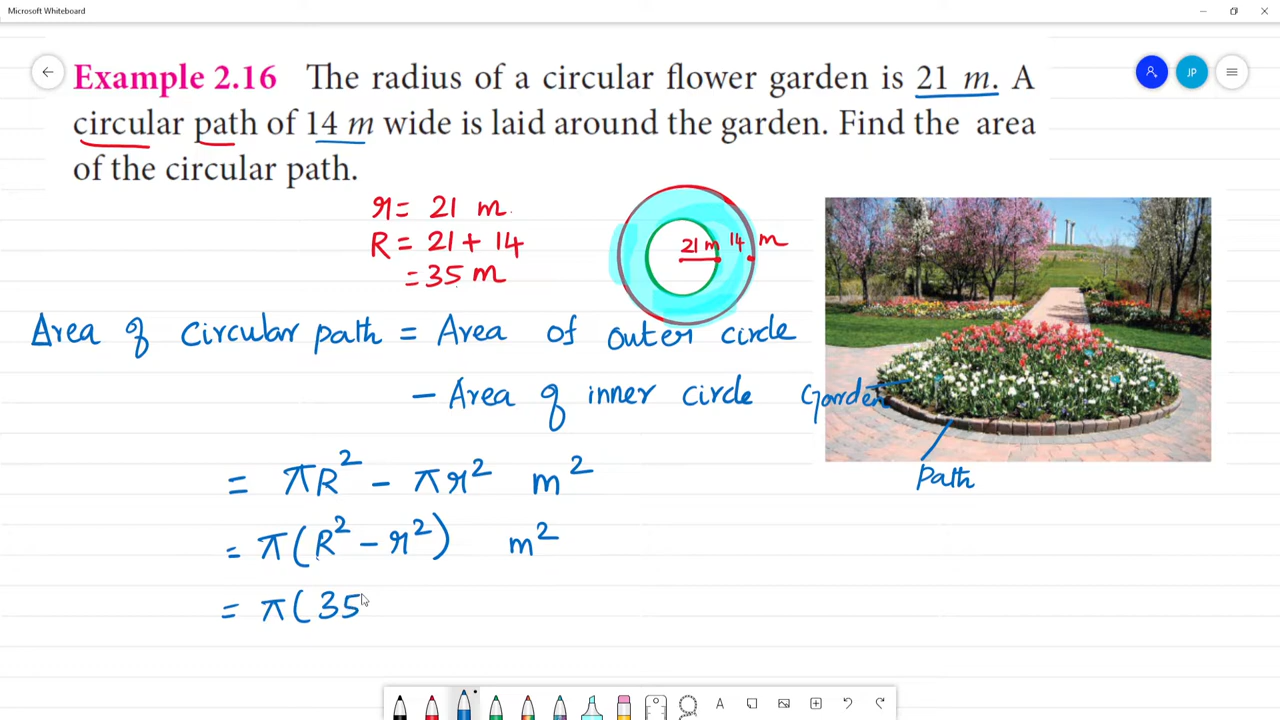 Microsoft Whiteboard
JP
Example 2.16 The radius of a circular flower garden is 21 m. A
circular path of 14 m wide is laid around the garden. Find the area
of the circular path.
r = 21 m
R = 21 + 14
= 35 m
21 m 14 m
Area of circular path = Area of outer circle
- Area of inner circle
Garden
Path
= πR² - πr² m²
= π(R² - r²) m²
= π( 35
A